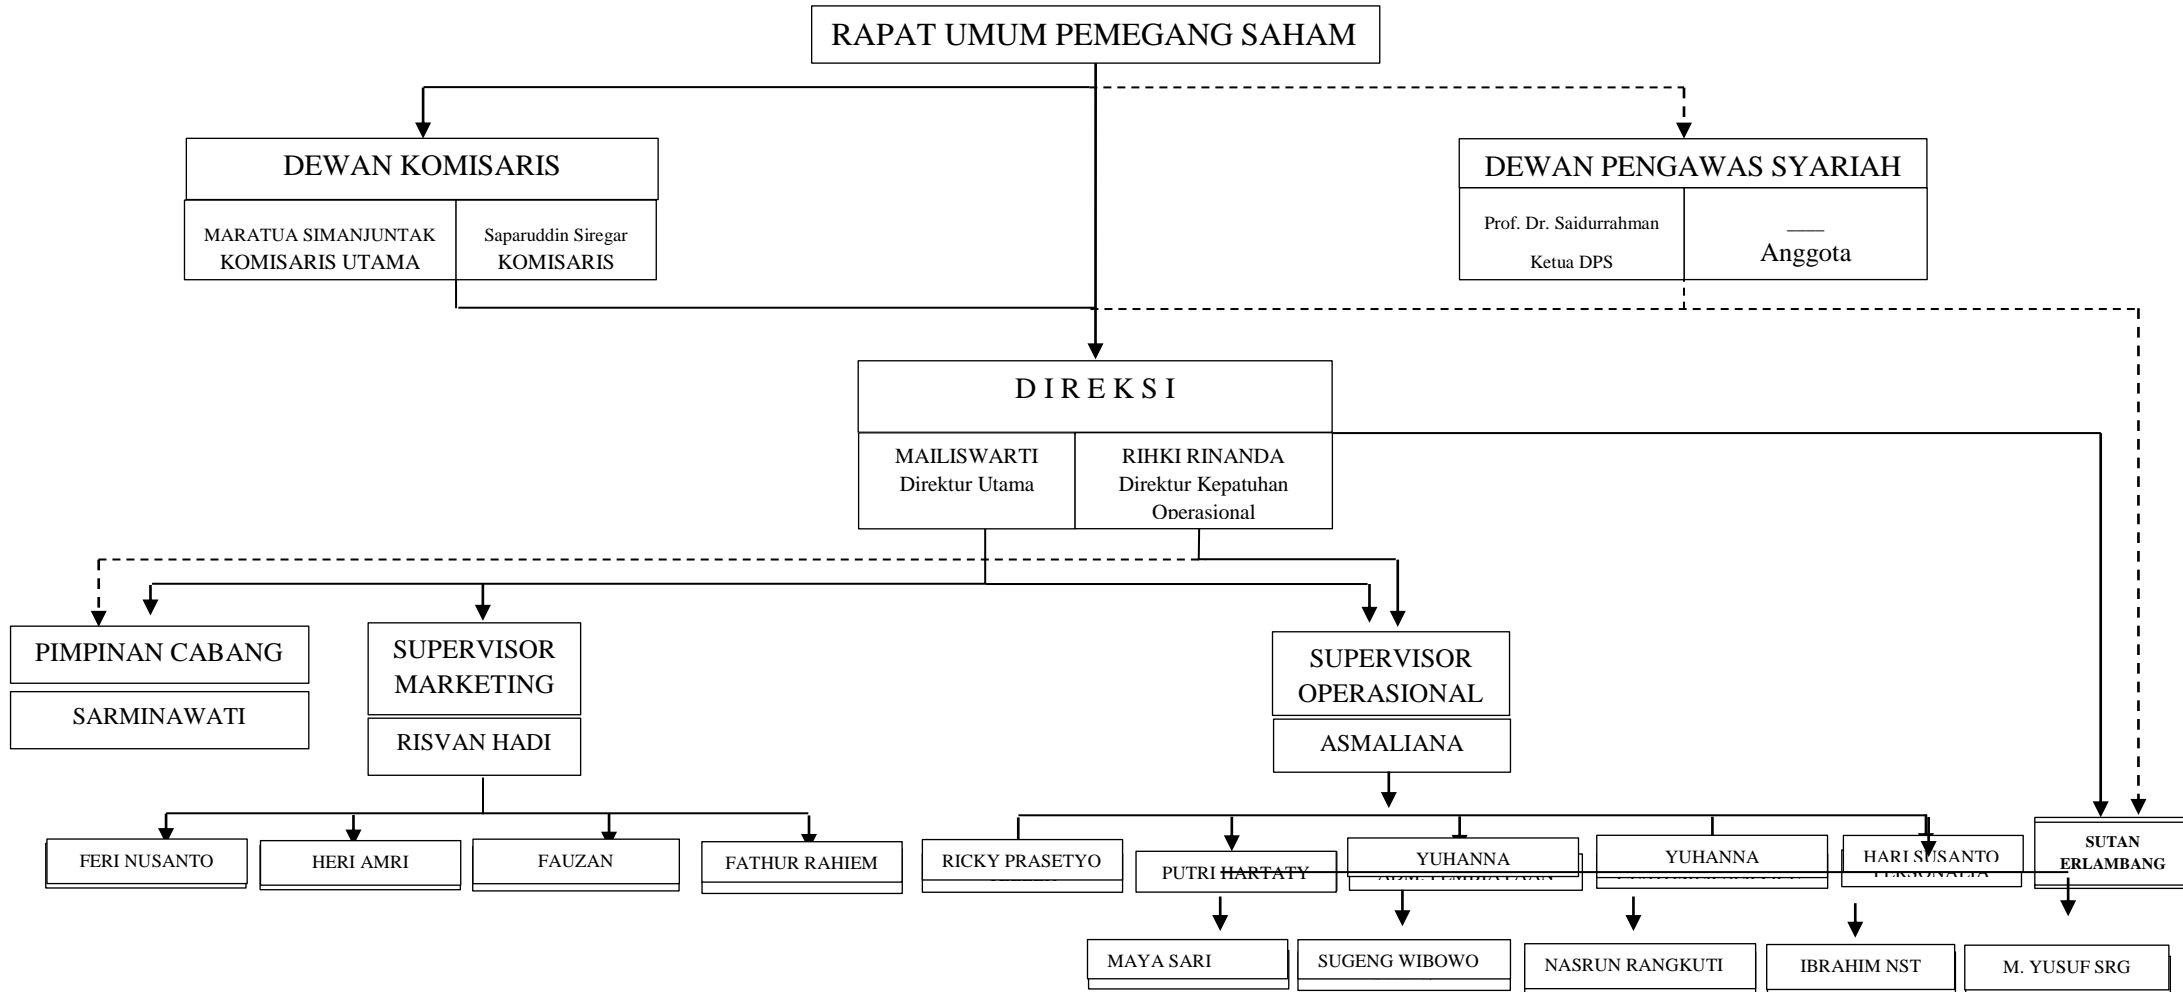 RAPAT UMUM PEMEGANG SAHAM
DEWAN KOMISARIS
MARATUA SIMANJUNTAK
KOMISARIS UTAMA
Saparuddin Siregar
KOMISARIS
DEWAN PENGAWAS SYARIAH
Prof. Dr. Saidurrahman
Ketua DPS
Anggota
D I R E K S I
MAILISWARTI
Direktur Utama
RIHKI RINANDA
Direktur Kepatuhan
Operasional
PIMPINAN CABANG
SARMINAWATI
SUPERVISOR
MARKETING
RISVAN HADI
SUPERVISOR
OPERASIONAL
ASMALIANA
FERI NUSANTO
HERI AMRI
FAUZAN
FATHUR RAHIEM
RICKY PRASETYO
PUTRI HARTATY
YUHANNA
YUHANNA
HARI SUSANTO
PERSONALIA
SUTAN
ERLAMBANG
MAYA SARI
SUGENG WIBOWO
NASRUN RANGKUTI
IBRAHIM NST
M. YUSUF SRG